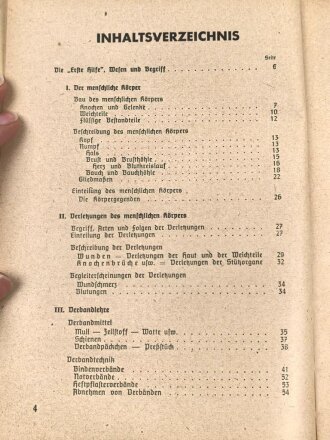 INHALTSVERZEICHNIS
Seite
Die „Erste Hilfe“, Wesen und Begriff . . . . . . . . 6
I. Der menschliche Körper
Bau des menschlichen Körpers
Knochen und Gelenke . . . . . . . . 7
Weichteile . . . . . . . . 10
Flüssige Bestandteile . . . . . . . . 12
Beschreibung des menschlichen Körpers
Kopf . . . . . . . . 13
Rumpf . . . . . . . . 13
Hals . . . . . . . . 13
Brust und Brusthöhle . . . . . . . . 15
Herz und Blutkreislauf . . . . . . . . 18
Bauch und Bauchhöhle . . . . . . . . 21
Gliedmaßen . . . . . . . . 22
Einteilung des menschlichen Körpers
Die Körpergegenden . . . . . . . . 26
II. Verletzungen des menschlichen Körpers
Begriff, Arten und Folgen der Verletzungen . . . . . . . . 27
Einteilung der Verletzungen . . . . . . . . 27
Beschreibung der Verletzungen
Wunden — Verletzungen der Haut und der Weichteile . . 29
Knochenbrüche usw. — Verletzungen der Stützorgane 32
Begleiterscheinungen der Verletzungen
Wundschmerz . . . . . . . . 34
Blutungen . . . . . . . . 34
III. Verbandlehre
Verbandmittel
Mull — Zellstoff — Watte usw. . . . . . . . . 35
Schienen . . . . . . . . 37
Verbandpäckchen — Preßstück . . . . . . . . 38
Verbandtechnik
Bindenverbände . . . . . . . . 41
Notverbände . . . . . . . . 52
Heftpflasterverbände . . . . . . . . 53
Abnehmen von Verbänden . . . . . . . . 54
4